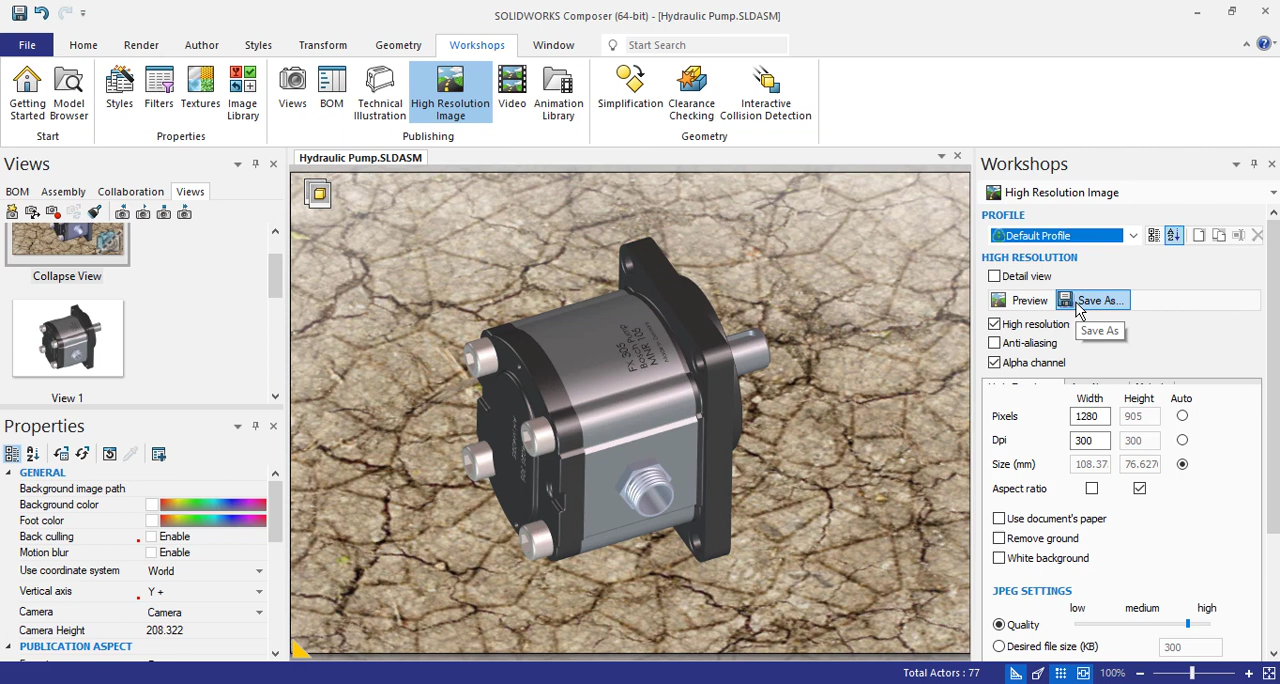 SOLIDWORKS Composer (64-bit) - [Hydraulic Pump.SLDASM]
File Home Render Author Styles Transform Geometry Workshops Window Start Search
Getting Started Model Browser Styles Filters Textures Image Library Views BOM Technical Illustration High Resolution Image Video Animation Library Simplification Clearance Checking Interactive Collision Detection
Start Properties Publishing Geometry
Views
BOM Assembly Collaboration Views
Collapse View
View 1
Properties
GENERAL
Background image path
Background color
Foot color
Back culling Enable
Motion blur Enable
Use coordinate system World
Vertical axis Y +
Camera Camera
Camera Height 208.322
PUBLICATION ASPECT
Hydraulic Pump.SLDASM
FX 305
Bosch Pump
MNR 105
Workshops
High Resolution Image
PROFILE
Default Profile
HIGH RESOLUTION
Detail view
Preview Save As...
High resolution
Save As
Anti-aliasing
Alpha channel
Width Height Auto
Pixels 1280 905
Dpi 300 300
Size (mm) 108.37 76.627
Aspect ratio
Use document's paper
Remove ground
White background
JPEG SETTINGS
low medium high
Quality
Desired file size (KB) 300
Total Actors : 77 100%